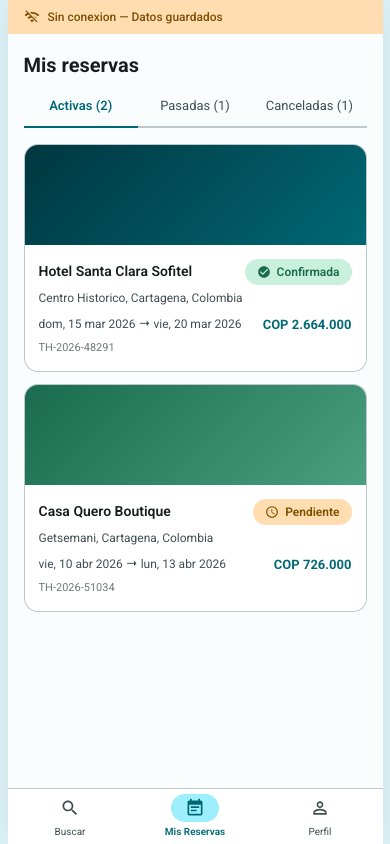 Sin conexion — Datos guardados
Mis reservas
Activas (2) Pasadas (1) Canceladas (1)
Hotel Santa Clara Sofitel Confirmada
Centro Historico, Cartagena, Colombia
dom, 15 mar 2026 → vie, 20 mar 2026 COP 2.664.000
TH-2026-48291
Casa Quero Boutique Pendiente
Getsemani, Cartagena, Colombia
vie, 10 abr 2026 → lun, 13 abr 2026 COP 726.000
TH-2026-51034
Buscar Mis Reservas Perfil